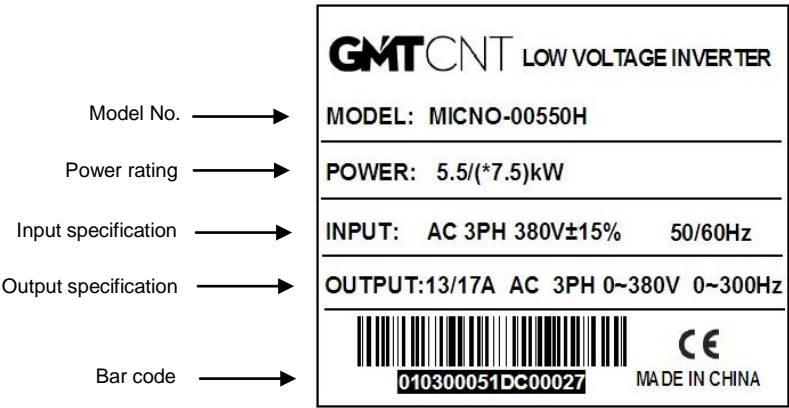 GMTCNT LOW VOLTAGE INVERTER
Model No.
MODEL: MICNO-00550H
Power rating
POWER: 5.5/(*7.5)kW
Input specification
INPUT: AC 3PH 380V±15% 50/60Hz
Output specification
OUTPUT:13/17A AC 3PH 0~380V 0~300Hz
Bar code
010300051DC00027
CE
MADE IN CHINA